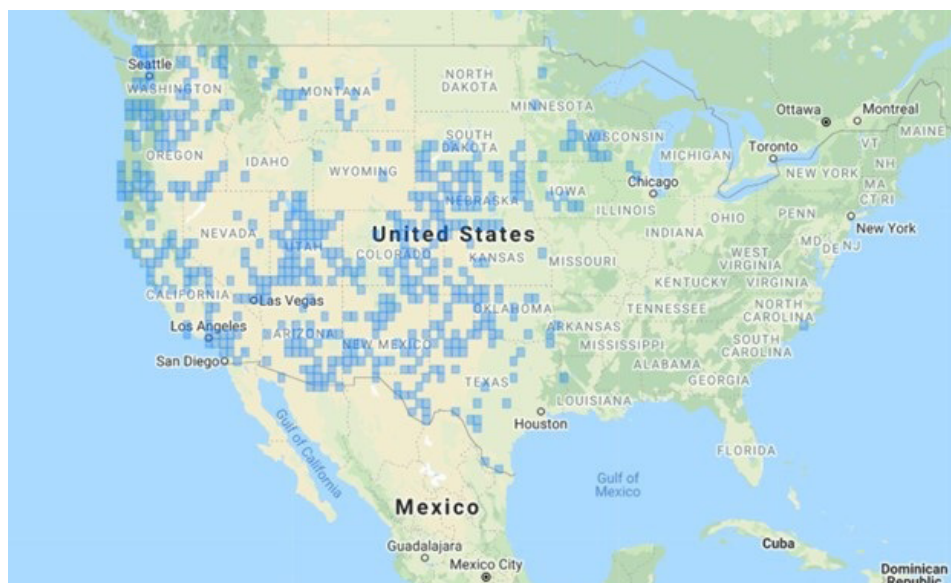 Seattle
WASHINGTON
MONTANA
NORTH
DAKOTA
MINNESOTA
Ottawa
Montreal
MAINE
OREGON
IDAHO
WYOMING
SOUTH
DAKOTA
WISCONSIN
MICHIGAN
Toronto
VT
NH
NEW YORK
MA
CT RI
NEVADA
UTAH
COLORADO
NEBRASKA
IOWA
Chicago
ILLINOIS
INDIANA
OHIO
PENN
New York
United States
KANSAS
MISSOURI
WEST
VIRGINIA
MD
DE
NJ
KENTUCKY
VIRGINIA
CALIFORNIA
Las Vegas
Los Angeles
San Diego
ARIZONA
NEW MEXICO
OKLAHOMA
ARKANSAS
TENNESSEE
NORTH
CAROLINA
MISSISSIPPI
SOUTH
CAROLINA
ALABAMA
GEORGIA
TEXAS
LOUISIANA
Houston
FLORIDA
Gulf of California
Gulf of
Mexico
Mexico
Guadalajara
Mexico City
Cuba
Dominican
Republic